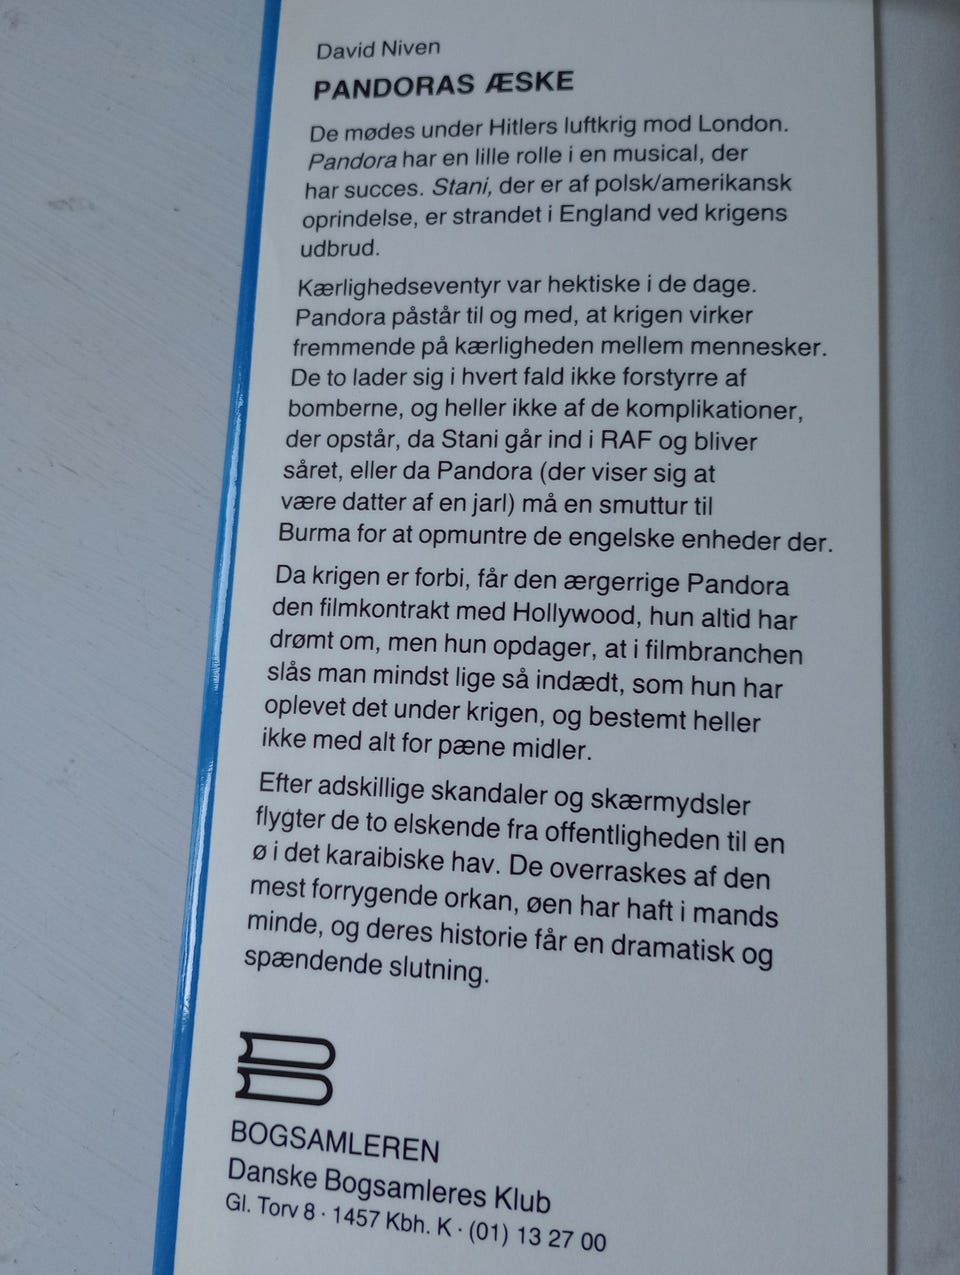 David Niven
PANDORAS ÆSKE
De mødes under Hitlers luftkrig mod London.
Pandora har en lille rolle i en musical, der
har succes. Stani, der er af polsk/amerikansk
oprindelse, er strandet i England ved krigens
udbrud.
Kærlighedseventyr var hektiske i de dage.
Pandora påstår til og med, at krigen virker
fremmende på kærligheden mellem mennesker.
De to lader sig i hvert fald ikke forstyrre af
bomberne, og heller ikke af de komplikationer,
der opstår, da Stani går ind i RAF og bliver
såret, eller da Pandora (der viser sig at
være datter af en jarl) må en smuttur til
Burma for at opmuntre de engelske enheder der.
Da krigen er forbi, får den ærgerrige Pandora
den filmkontrakt med Hollywood, hun altid har
drømt om, men hun opdager, at i filmbranchen
slås man mindst lige så indædt, som hun har
oplevet det under krigen, og bestemt heller
ikke med alt for pæne midler.
Efter adskillige skandaler og skærmydsler
flygter de to elskende fra offentligheden til en
ø i det karaibiske hav. De overraskes af den
mest forrygende orkan, øen har haft i mands
minde, og deres historie får en dramatisk og
spændende slutning.
BOGSAMLEREN
Danske Bogsamleres Klub
Gl. Torv 8 · 1457 Kbh. K · (01) 13 27 00